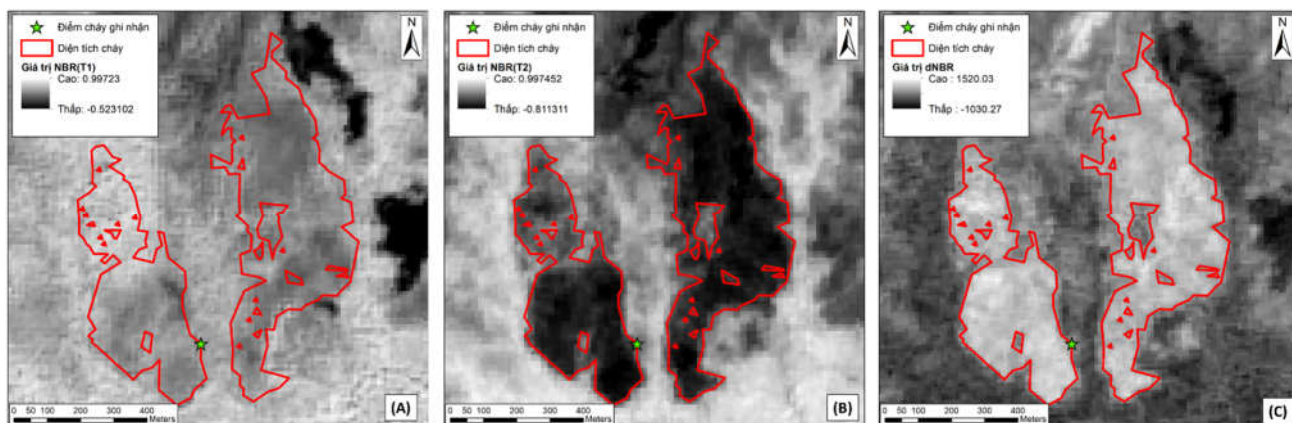 Điểm cháy ghi nhận
Diện tích cháy
Giá trị NBR(T1)
Cao: 0.99723
Thấp: -0.523102
N
0 50 100 200 300 400
Meters
(A)
Điểm cháy ghi nhận
Diện tích cháy
Giá trị NBR(T2)
Cao: 0.997452
Thấp: -0.811311
N
0 50 100 200 300 400
Meters
(B)
Điểm cháy ghi nhận
Diện tích cháy
Giá trị dNBR
Cao : 1520.03
Thấp : -1030.27
N
0 50 100 200 300 400
Meters
(C)